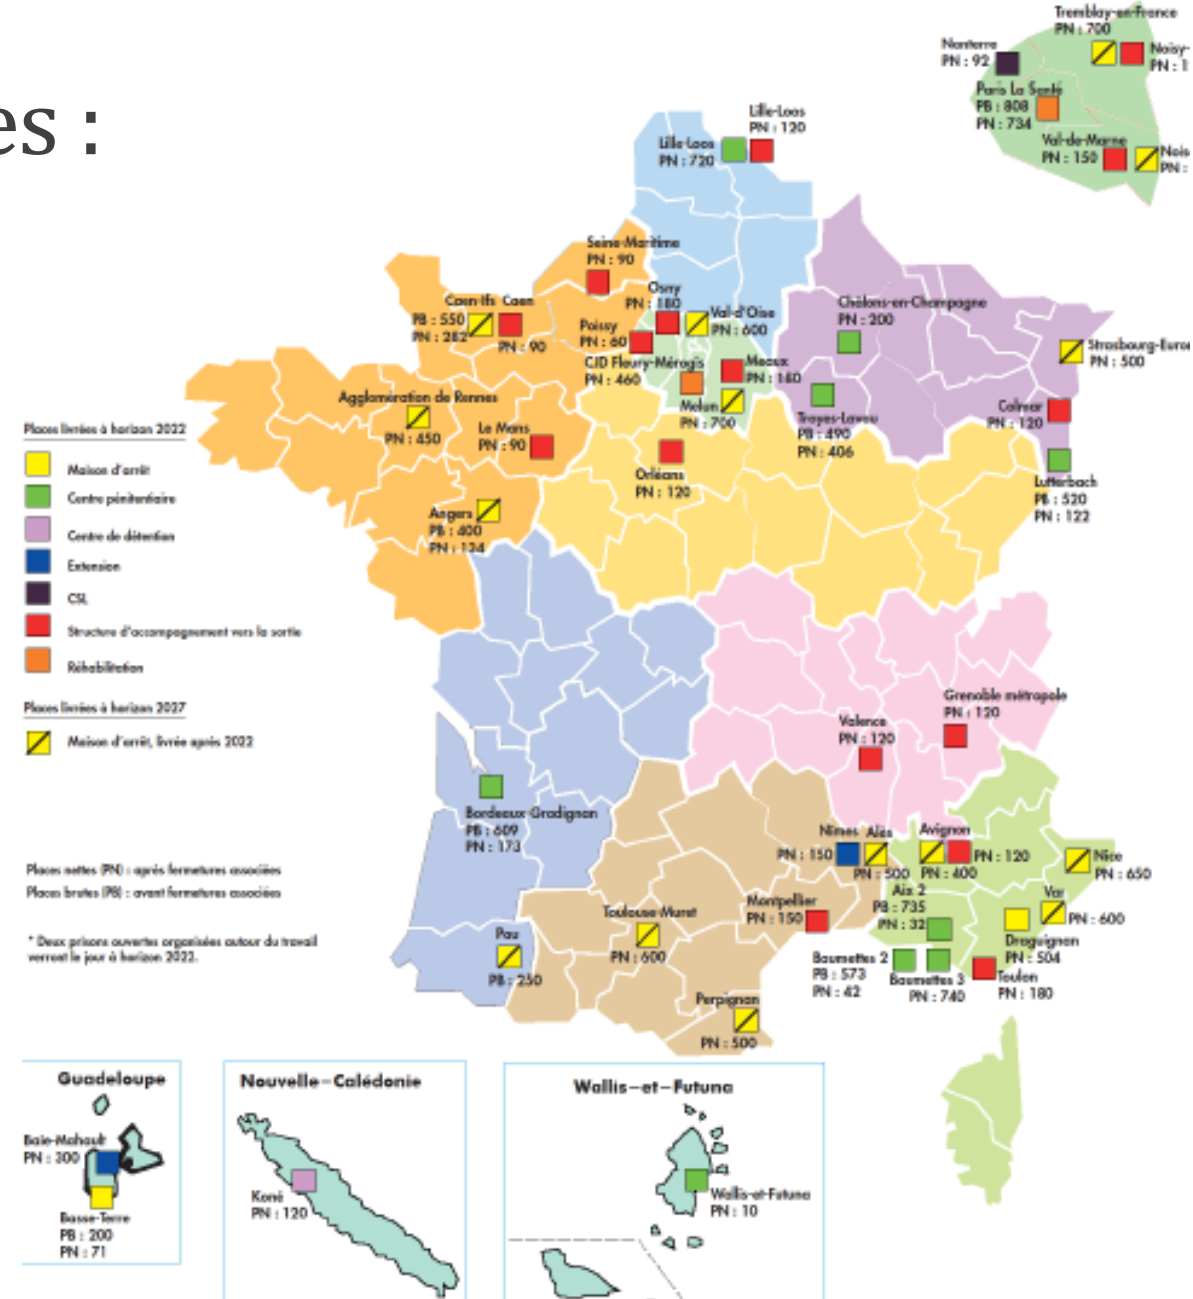 es :
Tremblay-en-France
PN : 700
Nanterre
PN : 92
Noisy-
PN : 1
Paris La Santé
PB : 808
PN : 734
Val-de-Marne
PN : 150
Nois
PN :
Lille-Loos
PN : 120
Lille-Loos
PN : 720
Seine-Maritime
PN : 90
Osny
PN : 180
Caen-Ifs
PB : 550
PN : 282
Caen
PN : 90
Poissy
PN : 60
Val-d'Oise
PN : 600
CJD Fleury-Mérogis
PN : 460
Meaux
PN : 180
Melun
PN : 700
Châlons-en-Champagne
PN : 200
Strasbourg-Euro
PN : 500
Troyes-Lavau
PB : 490
PN : 406
Colmar
PN : 120
Lutterbach
PB : 520
PN : 122
Agglomération de Rennes
PN : 450
Le Mans
PN : 90
Orléans
PN : 120
Angers
PB : 400
PN : 134
Places livrées à horizon 2022
Maison d'arrêt
Centre pénitentiaire
Centre de détention
Extension
CSL
Structure d'accompagnement vers la sortie
Réhabilitation
Places livrées à horizon 2027
Maison d'arrêt, livrée après 2022
Places nettes (PN) : après fermetures associées
Places brutes (PB) : avant fermetures associées
* Deux prisons ouvertes organisées autour du travail
verront le jour à horizon 2022.
Grenoble métropole
PN : 120
Valence
PN : 120
Bordeaux-Gradignan
PB : 609
PN : 173
Nîmes
PN : 150
Alès
PN : 500
Avignon
PN : 120
PN : 400
Nice
PN : 650
Aix 2
PB : 735
PN : 32
Var
PN : 600
Draguignan
PN : 504
Montpellier
PN : 150
Toulouse-Muret
PN : 600
Pau
PB : 250
Baumettes 2
PB : 573
PN : 42
Baumettes 3
PN : 740
Toulon
PN : 180
Perpignan
PN : 500
Guadeloupe
Baie-Mahault
PN : 300
Basse-Terre
PB : 200
PN : 71
Nouvelle-Calédonie
Koné
PN : 120
Wallis-et-Futuna
Wallis-et-Futuna
PN : 10